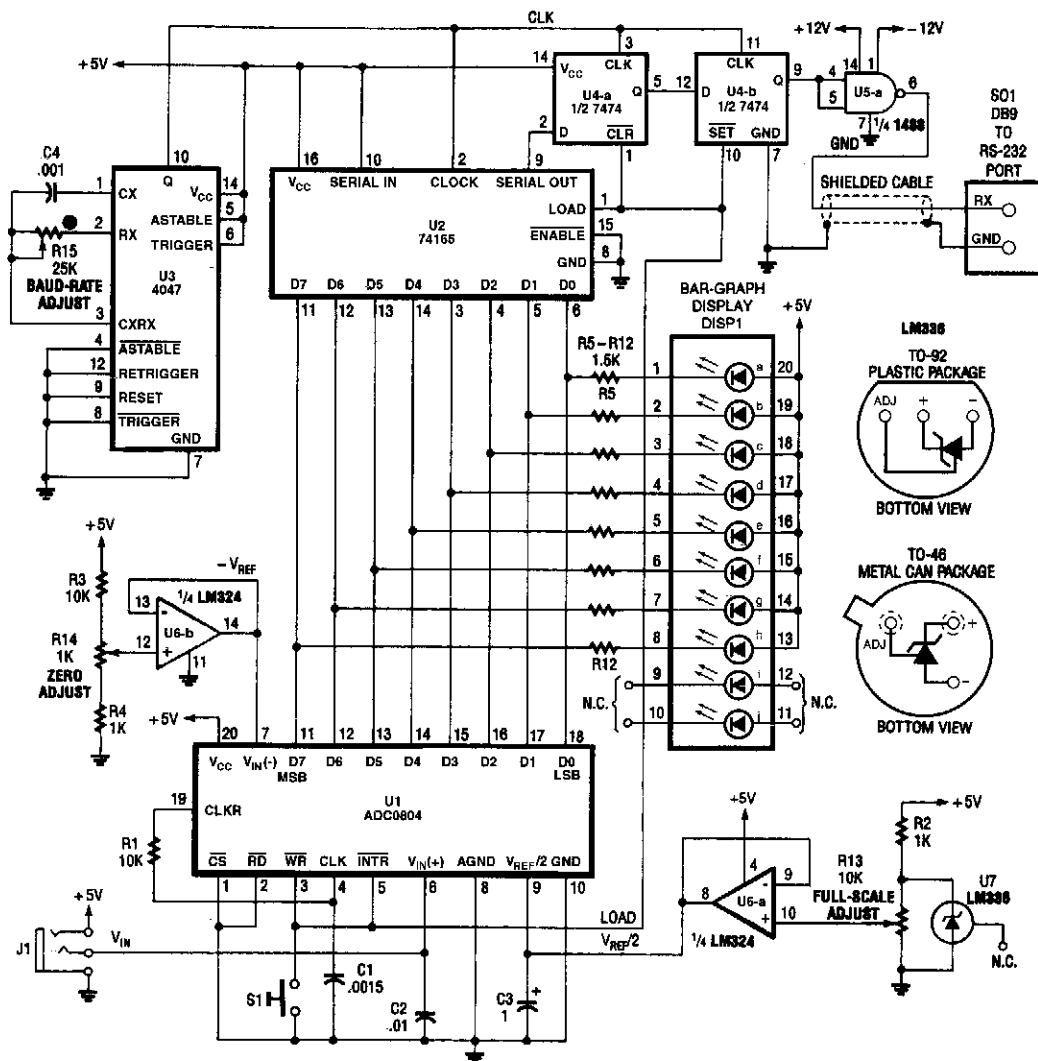 CLK
+5V
14
3
11
+12V
-12V
VCC
CLK
U4-a
1/2 7474
Q
5
12
D
CLK
Q
U4-b
1/2 7474
9
4
5
14
1
U5-a
6
7
1/4 1488
2
D
CLR
1
SET
GND
10
7
GND
SO1
DB9
TO
RS-232
PORT
C4
.001
10
Q
1
CX
VCC
14
ASTABLE
5
TRIGGER
6
2
RX
R15
25K
BAUD-RATE
ADJUST
U3
4047
3
CXRX
4
ASTABLE
12
RETRIGGER
9
RESET
8
TRIGGER
GND
7
16
10
2
9
VCC
SERIAL IN
CLOCK
SERIAL OUT
U2
74165
LOAD
1
ENABLE
15
GND
8
D7
D6
D5
D4
D3
D2
D1
D0
11
12
13
14
3
4
5
6
SHIELDED CABLE
RX
GND
BAR-GRAPH
DISPLAY
DISP1
+5V
R5-R12
1.5K
R5
1
a
20
2
b
19
3
c
18
4
d
17
5
e
16
6
f
15
7
g
14
8
h
13
R12
N.C.
9
i
12
10
j
11
N.C.
LM336
TO-92
PLASTIC PACKAGE
ADJ
+
-
BOTTOM VIEW
TO-46
METAL CAN PACKAGE
ADJ
+
-
BOTTOM VIEW
+5V
R3
10K
R14
1K
ZERO
ADJUST
R4
1K
-VREF
1/4 LM324
13
-
U6-b
12
+
14
11
+5V
20
7
11
12
13
14
15
16
17
18
VCC
VIN(-)
D7
MSB
D6
D5
D4
D3
D2
D1
D0
LSB
19
CLKR
U1
ADC0804
R1
10K
CS
RD
WR
CLK
INTR
VIN(+)
AGND
VREF/2
GND
1
2
3
4
5
6
8
9
10
LOAD
VREF/2
+5V
J1
VIN
S1
C1
.0015
C2
.01
C3
1
+
+5V
4
8
-
9
U6-a
+
10
1/4 LM324
+5V
R2
1K
R13
10K
FULL-SCALE
ADJUST
U7
LM336
N.C.